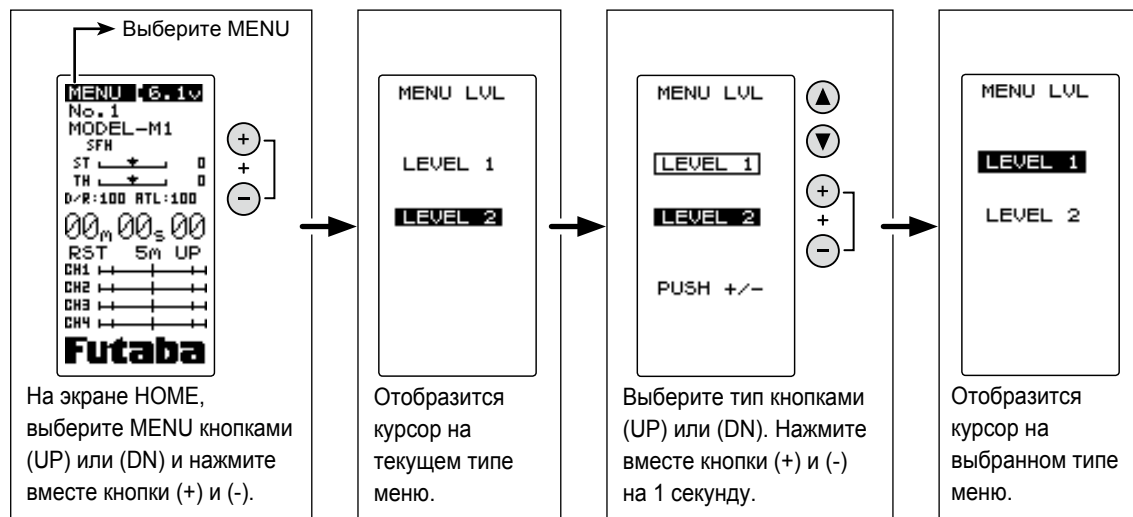 Выберите MENU
MENU 6.1v
No.1
MODEL-M1
SFH
ST 0
TH 0
D/R:100 ATL:100
00m00s00
RST 5m UP
CH1
CH2
CH3
CH4
Futaba
+
+
-
На экране HOME,
выберите MENU кнопками
(UP) или (DN) и нажмите
вместе кнопки (+) и (-).
MENU LVL
LEVEL 1
LEVEL 2
Отобразится
курсор на
текущем типе
меню.
MENU LVL
LEVEL 1
LEVEL 2
PUSH +/-
+
+
-
Выберите тип кнопками
(UP) или (DN). Нажмите
вместе кнопки (+) и (-)
на 1 секунду.
MENU LVL
LEVEL 1
LEVEL 2
Отобразится
курсор на
выбранном типе
меню.